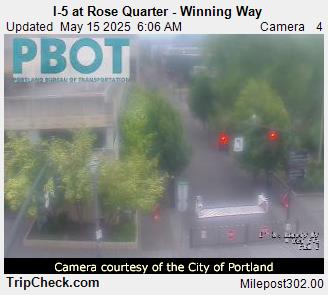 I-5 at Rose Quarter - Winning Way
Updated May 15 2025 6:06 AM Camera 4
PBOT
PORTLAND BUREAU OF TRANSPORTATION
Camera courtesy of the City of Portland
TripCheck.com Milepost302.00